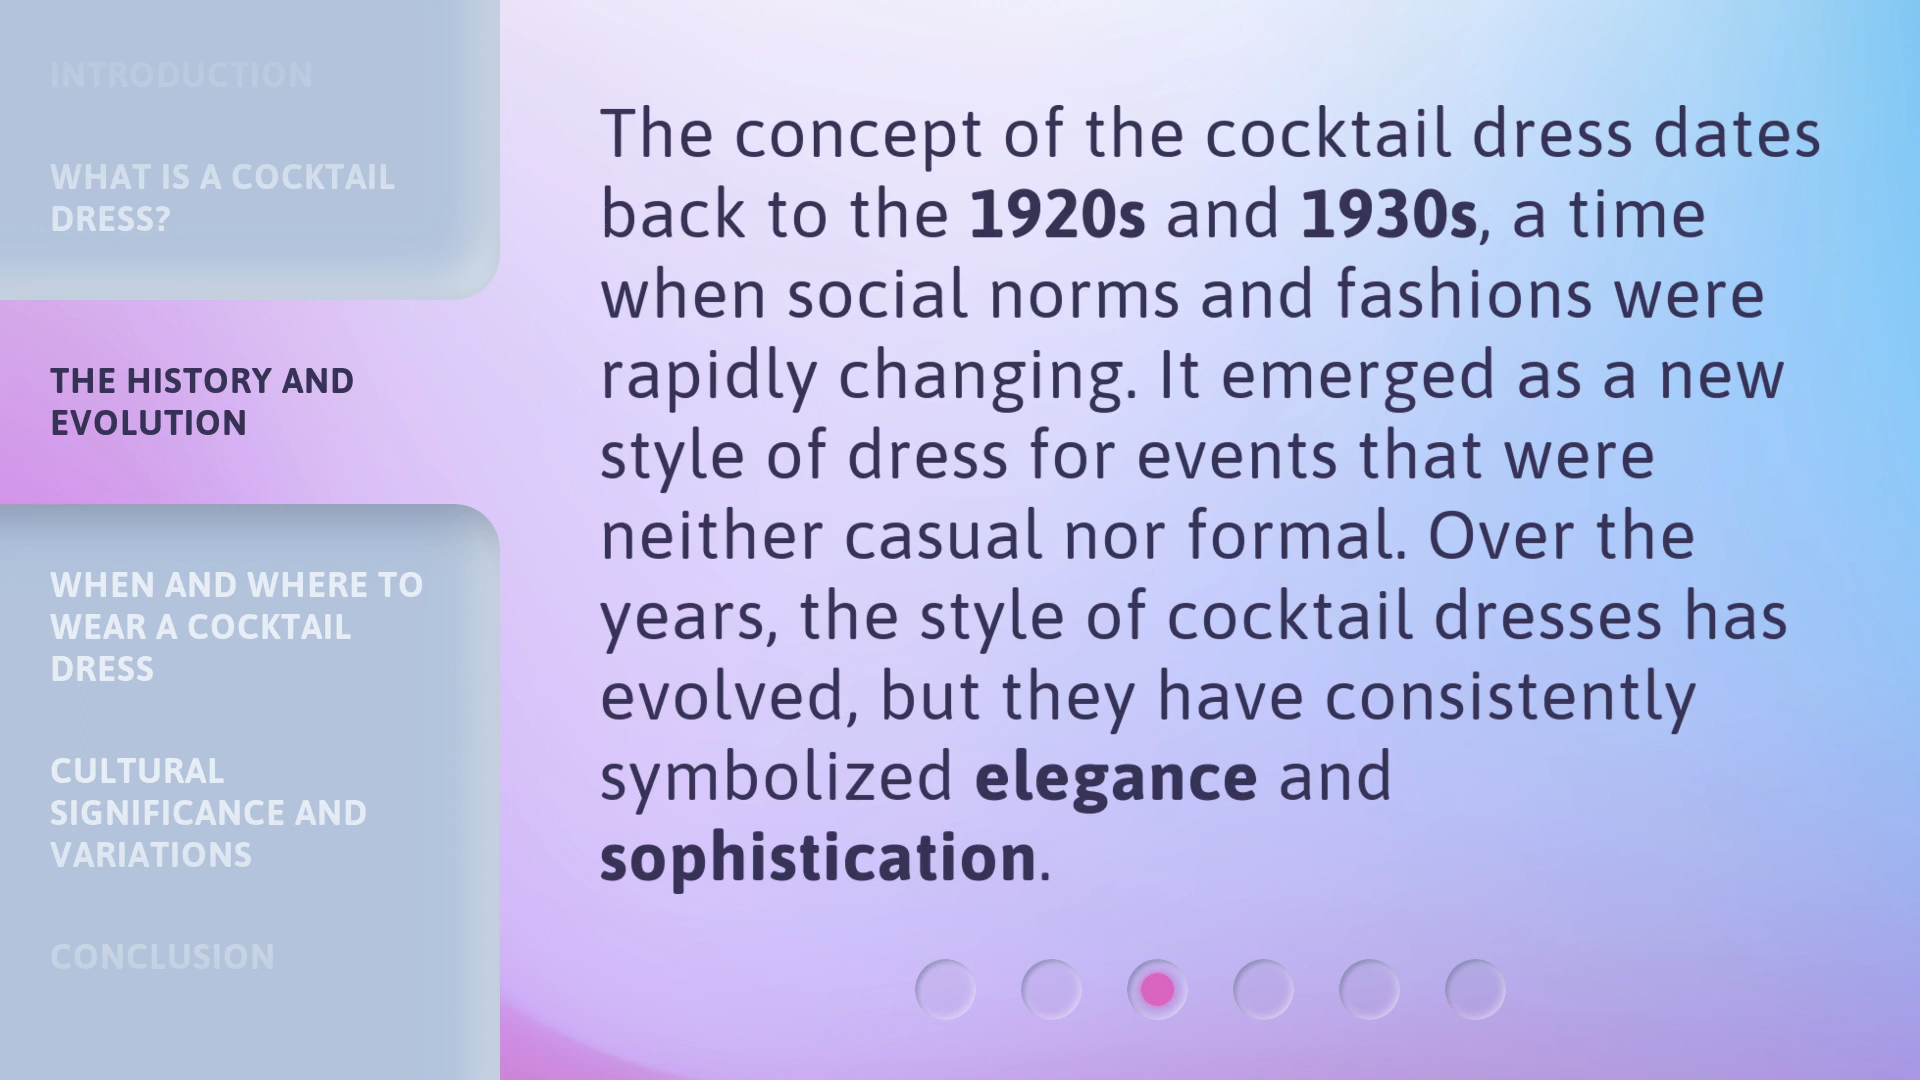 INTRODUCTION
WHAT IS A COCKTAIL
DRESS?
THE HISTORY AND
EVOLUTION
WHEN AND WHERE TO
WEAR A COCKTAIL
DRESS
CULTURAL
SIGNIFICANCE AND
VARIATIONS
CONCLUSION
The concept of the cocktail dress dates
back to the 1920s and 1930s, a time
when social norms and fashions were
rapidly changing. It emerged as a new
style of dress for events that were
neither casual nor formal. Over the
years, the style of cocktail dresses has
evolved, but they have consistently
symbolized elegance and
sophistication.